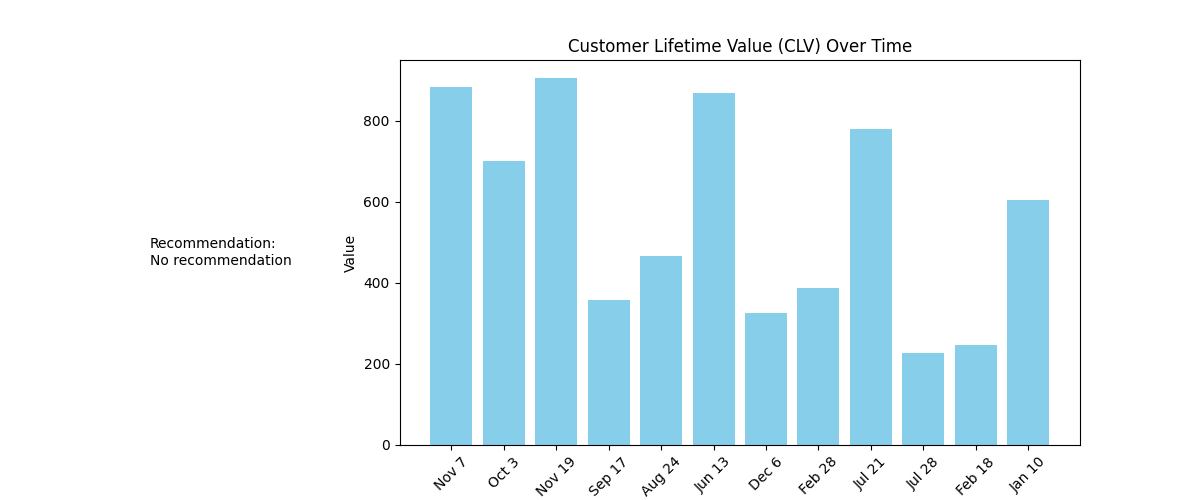 Customer Lifetime Value (CLV) Over Time
Recommendation:
No recommendation
Value
800
600
400
200
0
Nov 7
Oct 3
Nov 19
Sep 17
Aug 24
Jun 13
Dec 6
Feb 28
Jul 21
Jul 28
Feb 18
Jan 10